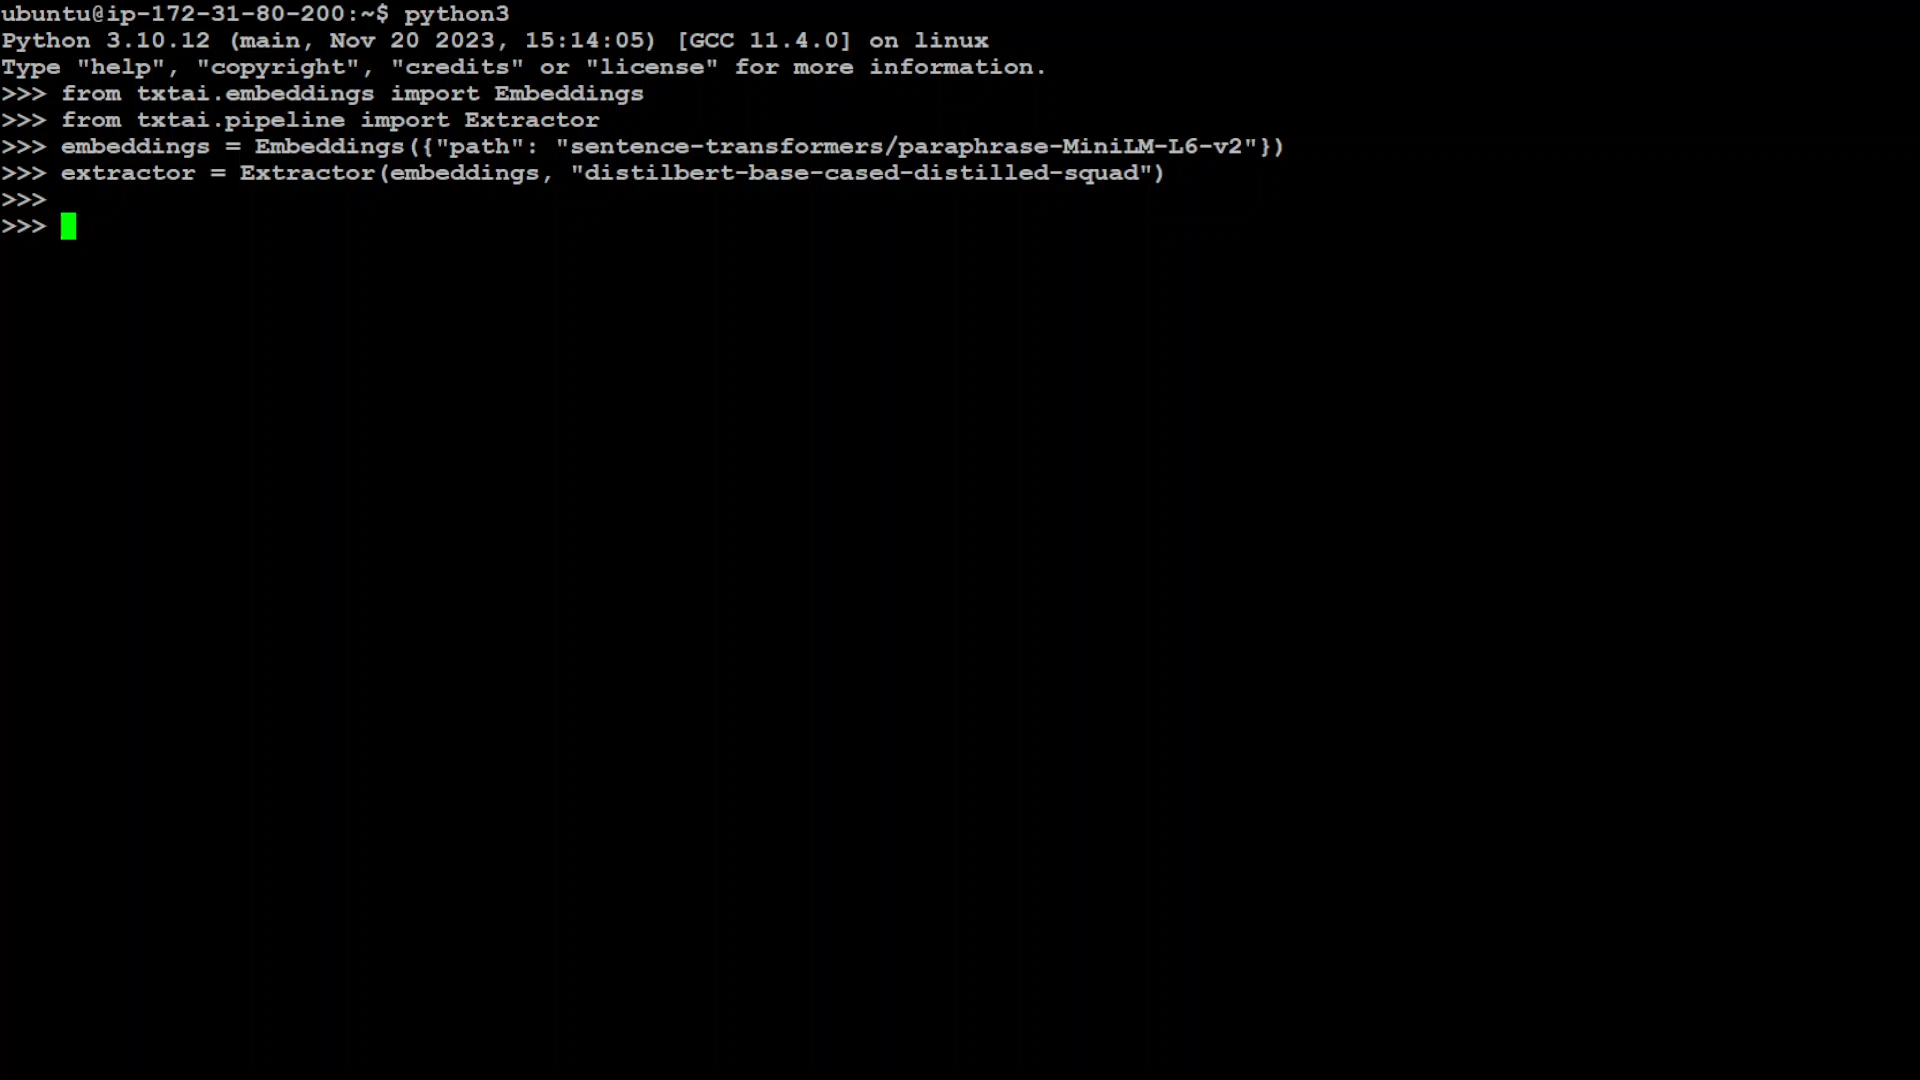 ubuntu@ip-172-31-80-200:~$ python3
Python 3.10.12 (main, Nov 20 2023, 15:14:05) [GCC 11.4.0] on linux
Type "help", "copyright", "credits" or "license" for more information.
>>> from txtai.embeddings import Embeddings
>>> from txtai.pipeline import Extractor
>>> embeddings = Embeddings({"path": "sentence-transformers/paraphrase-MiniLM-L6-v2"})
>>> extractor = Extractor(embeddings, "distilbert-base-cased-distilled-squad")
>>>
>>>